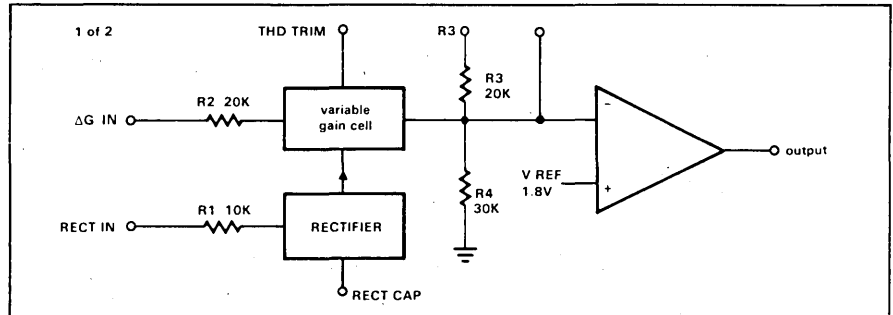 1 of 2
THD TRIM
R3
R3
20K
R2 20K
ΔG IN
variable
gain cell
−
output
V REF
1.8V
+
R4
30K
R1 10K
RECT IN
RECTIFIER
RECT CAP